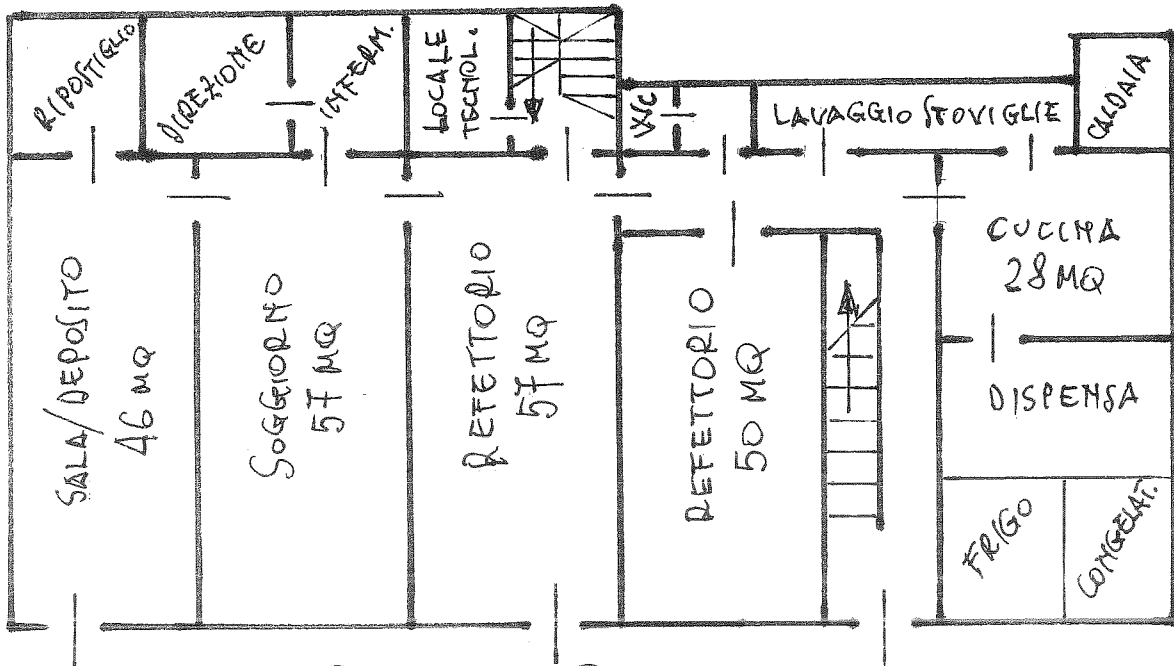 RIPOSTIGLIO
DIREZIONE
INFERM.
LOCALE
TECNOL.
WC
LAVAGGIO STOVIGLIE
CALDAIA
SALA/DEPOSITO
46 MQ
SOGGIORNO
57 MQ
REFETTORIO
57 MQ
REFETTORIO
50 MQ
CUCINA
28 MQ
DISPENSA
FRIGO
CONGELAT.